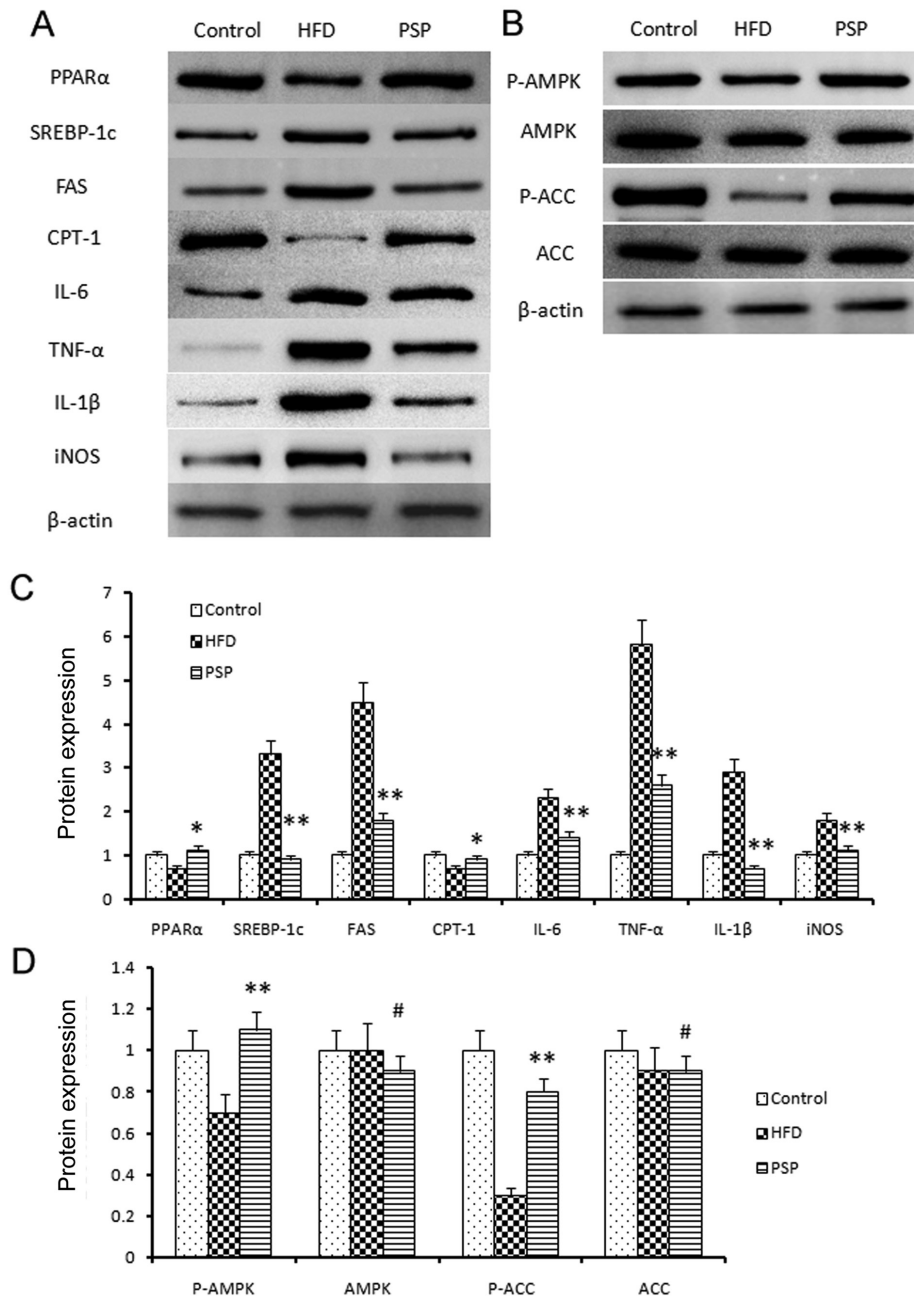 A
Control HFD PSP
PPARα
SREBP-1c
FAS
CPT-1
IL-6
TNF-α
IL-1β
iNOS
β-actin
B
Control HFD PSP
P-AMPK
AMPK
P-ACC
ACC
β-actin
C
Protein expression
7
6
5
4
3
2
1
0
Control
HFD
PSP
* ** ** * ** ** ** **
PPARα SREBP-1c FAS CPT-1 IL-6 TNF-α IL-1β iNOS
D
Protein expression
1.4
1.2
1
0.8
0.6
0.4
0.2
0
** # ** #
Control
HFD
PSP
P-AMPK AMPK P-ACC ACC